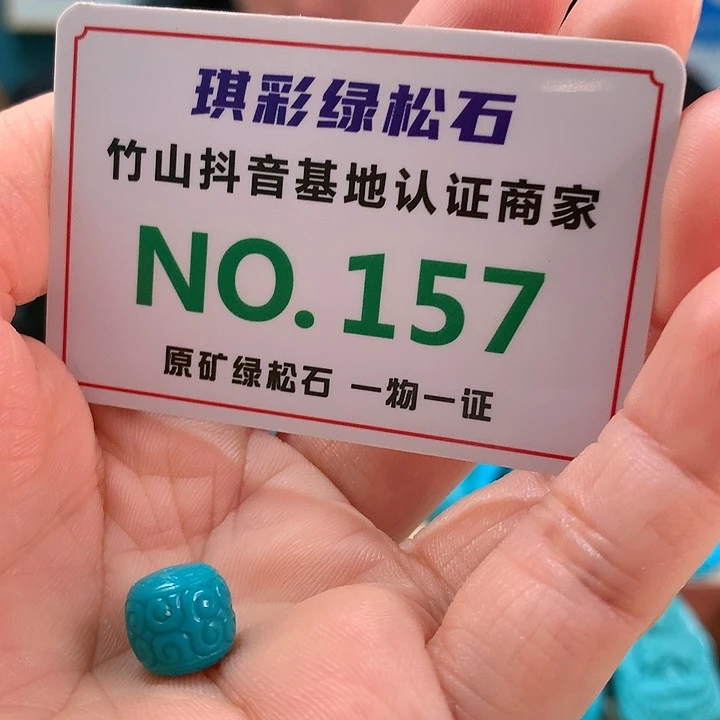 琪彩绿松石
竹山抖音基地认证商家
NO.157
原矿绿松石 一物一证